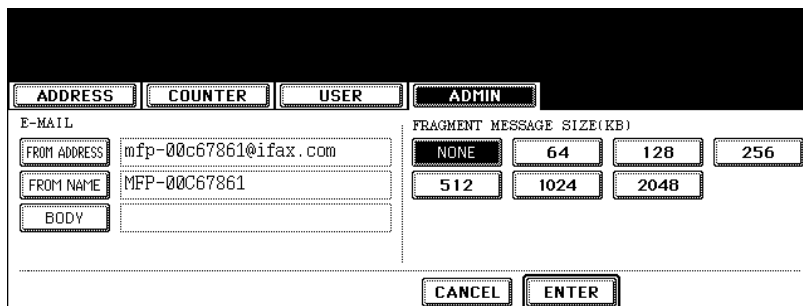 ADDRESS COUNTER USER ADMIN
E-MAIL
FROM ADDRESS mfp-00c67861@ifax.com
FROM NAME MFP-00C67861
BODY
FRAGMENT MESSAGE SIZE(KB)
NONE 64 128 256
512 1024 2048
CANCEL ENTER